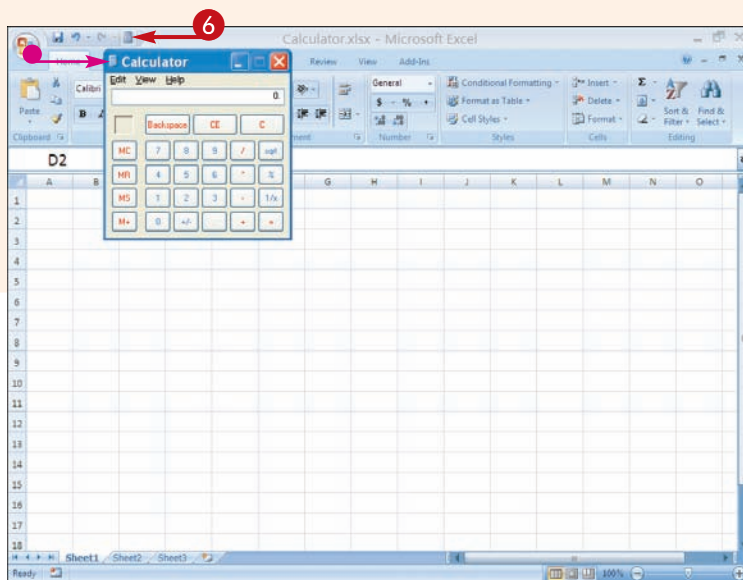 6
Calculator.xlsx - Microsoft Excel
Calculator
Review View Add-Ins
Edit View Help
0.
Backspace CE C
MC 7 8 9 / sqrt
MR 4 5 6 * %
MS 1 2 3 - 1/x
M+ 0 +/- . + =
Paste
Calibri
B
General
$ % ,
Conditional Formatting
Format as Table
Cell Styles
Insert
Delete
Format
Σ
Sort & Filter
Find & Select
Clipboard
Number
Styles
Cells
Editing
D2
A B G H I J K L M N O
1
2
3
4
5
6
7
8
9
10
11
12
13
14
15
16
17
18
Sheet1 Sheet2 Sheet3
Ready
100%